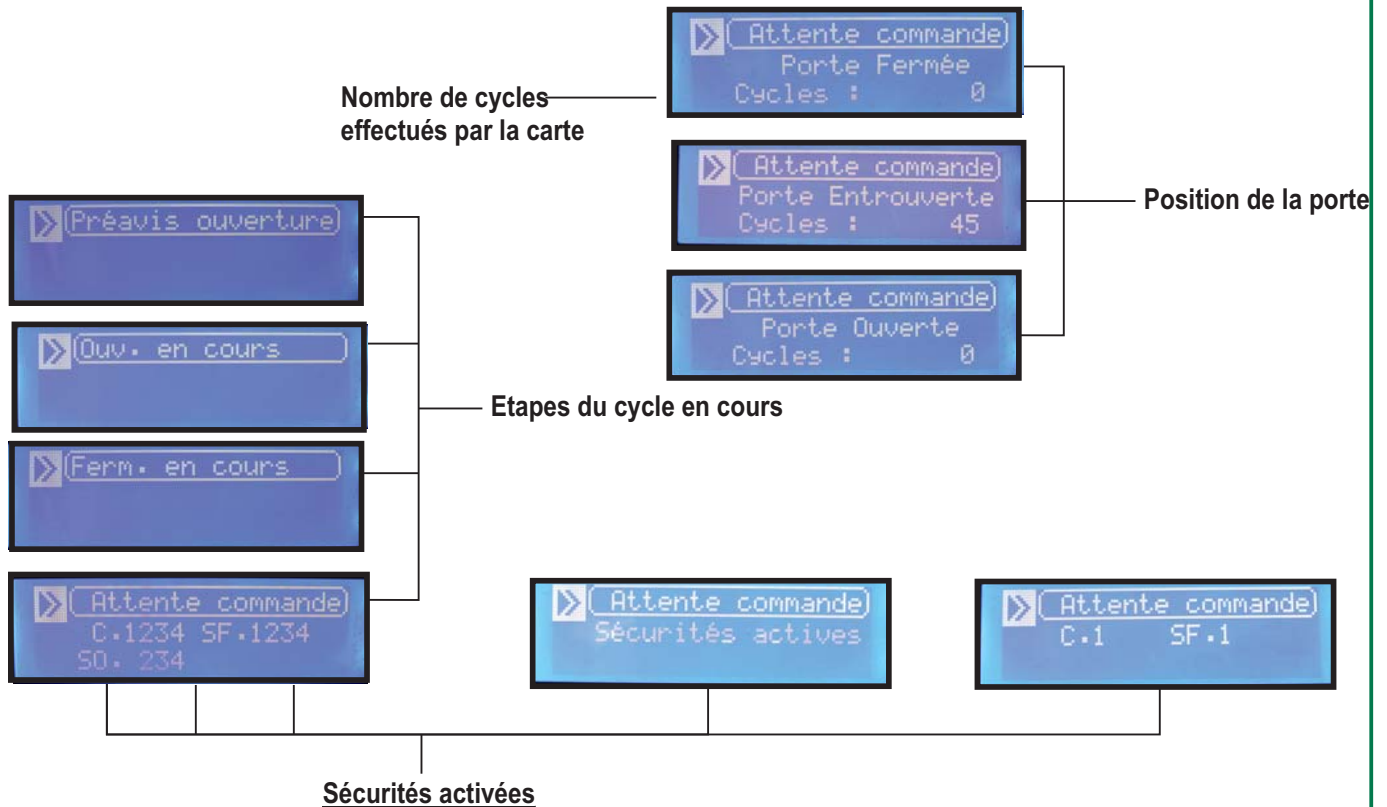 Attente commande
Porte Fermée
Cycles : 0
Nombre de cycles
effectués par la carte
Attente commande
Porte Entrouverte
Cycles : 45
Position de la porte
Attente commande
Porte Ouverte
Cycles : 0
Préavis ouverture
Ouv. en cours
Etapes du cycle en cours
Ferm. en cours
Attente commande
C.1234 SF.1234
SO. 234
Attente commande
Sécurités actives
Attente commande
C.1 SF.1
Sécurités activées